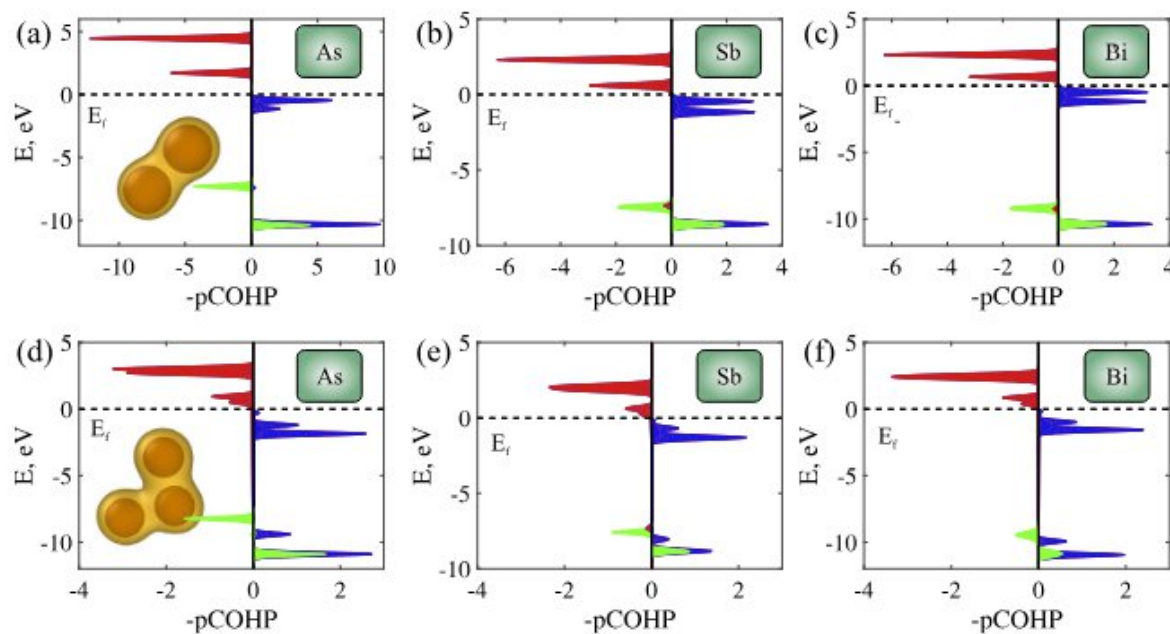 (a) As
(b) Sb
(c) Bi
E, eV
5
0
-5
-10
E_f
-10 -5 0 5 10
-pCOHP
E, eV
5
0
-5
-10
E_f
-6 -4 -2 0 2 4
-pCOHP
E, eV
5
0
-5
-10
E_f
-6 -4 -2 0 2 4
-pCOHP
(d) As
(e) Sb
(f) Bi
E, eV
5
0
-5
-10
E_f
-4 -2 0 2
-pCOHP
E, eV
5
0
-5
-10
E_f
-4 -2 0 2
-pCOHP
E, eV
5
0
-5
-10
E_f
-4 -2 0 2
-pCOHP